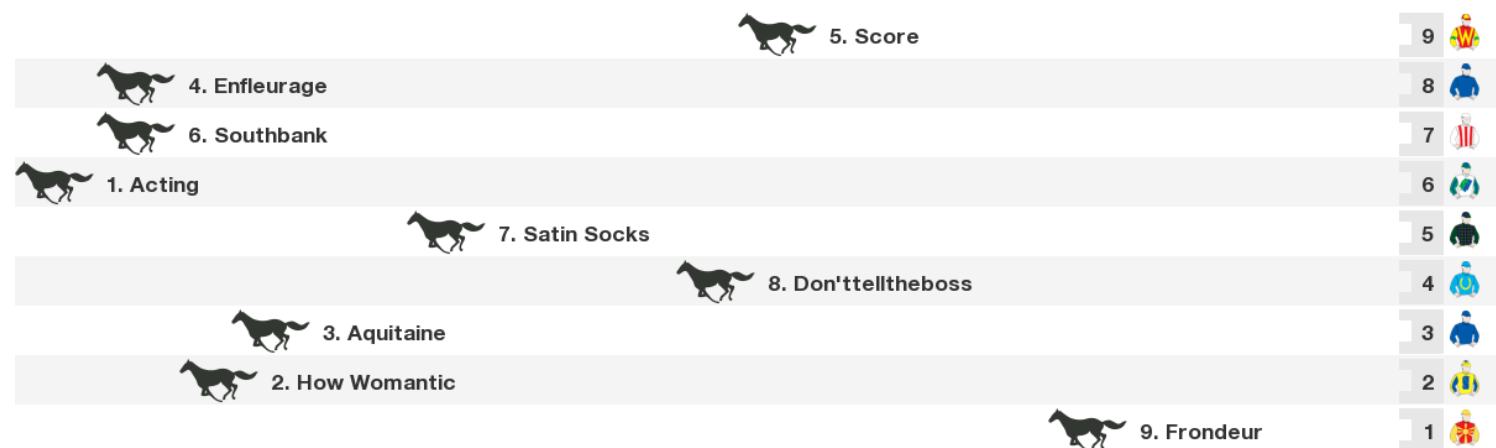 5. Score 9
4. Enfleurage 8
6. Southbank 7
1. Acting 6
7. Satin Socks 5
8. Don'ttelltheboss 4
3. Aquitaine 3
2. How Womantic 2
9. Frondeur 1